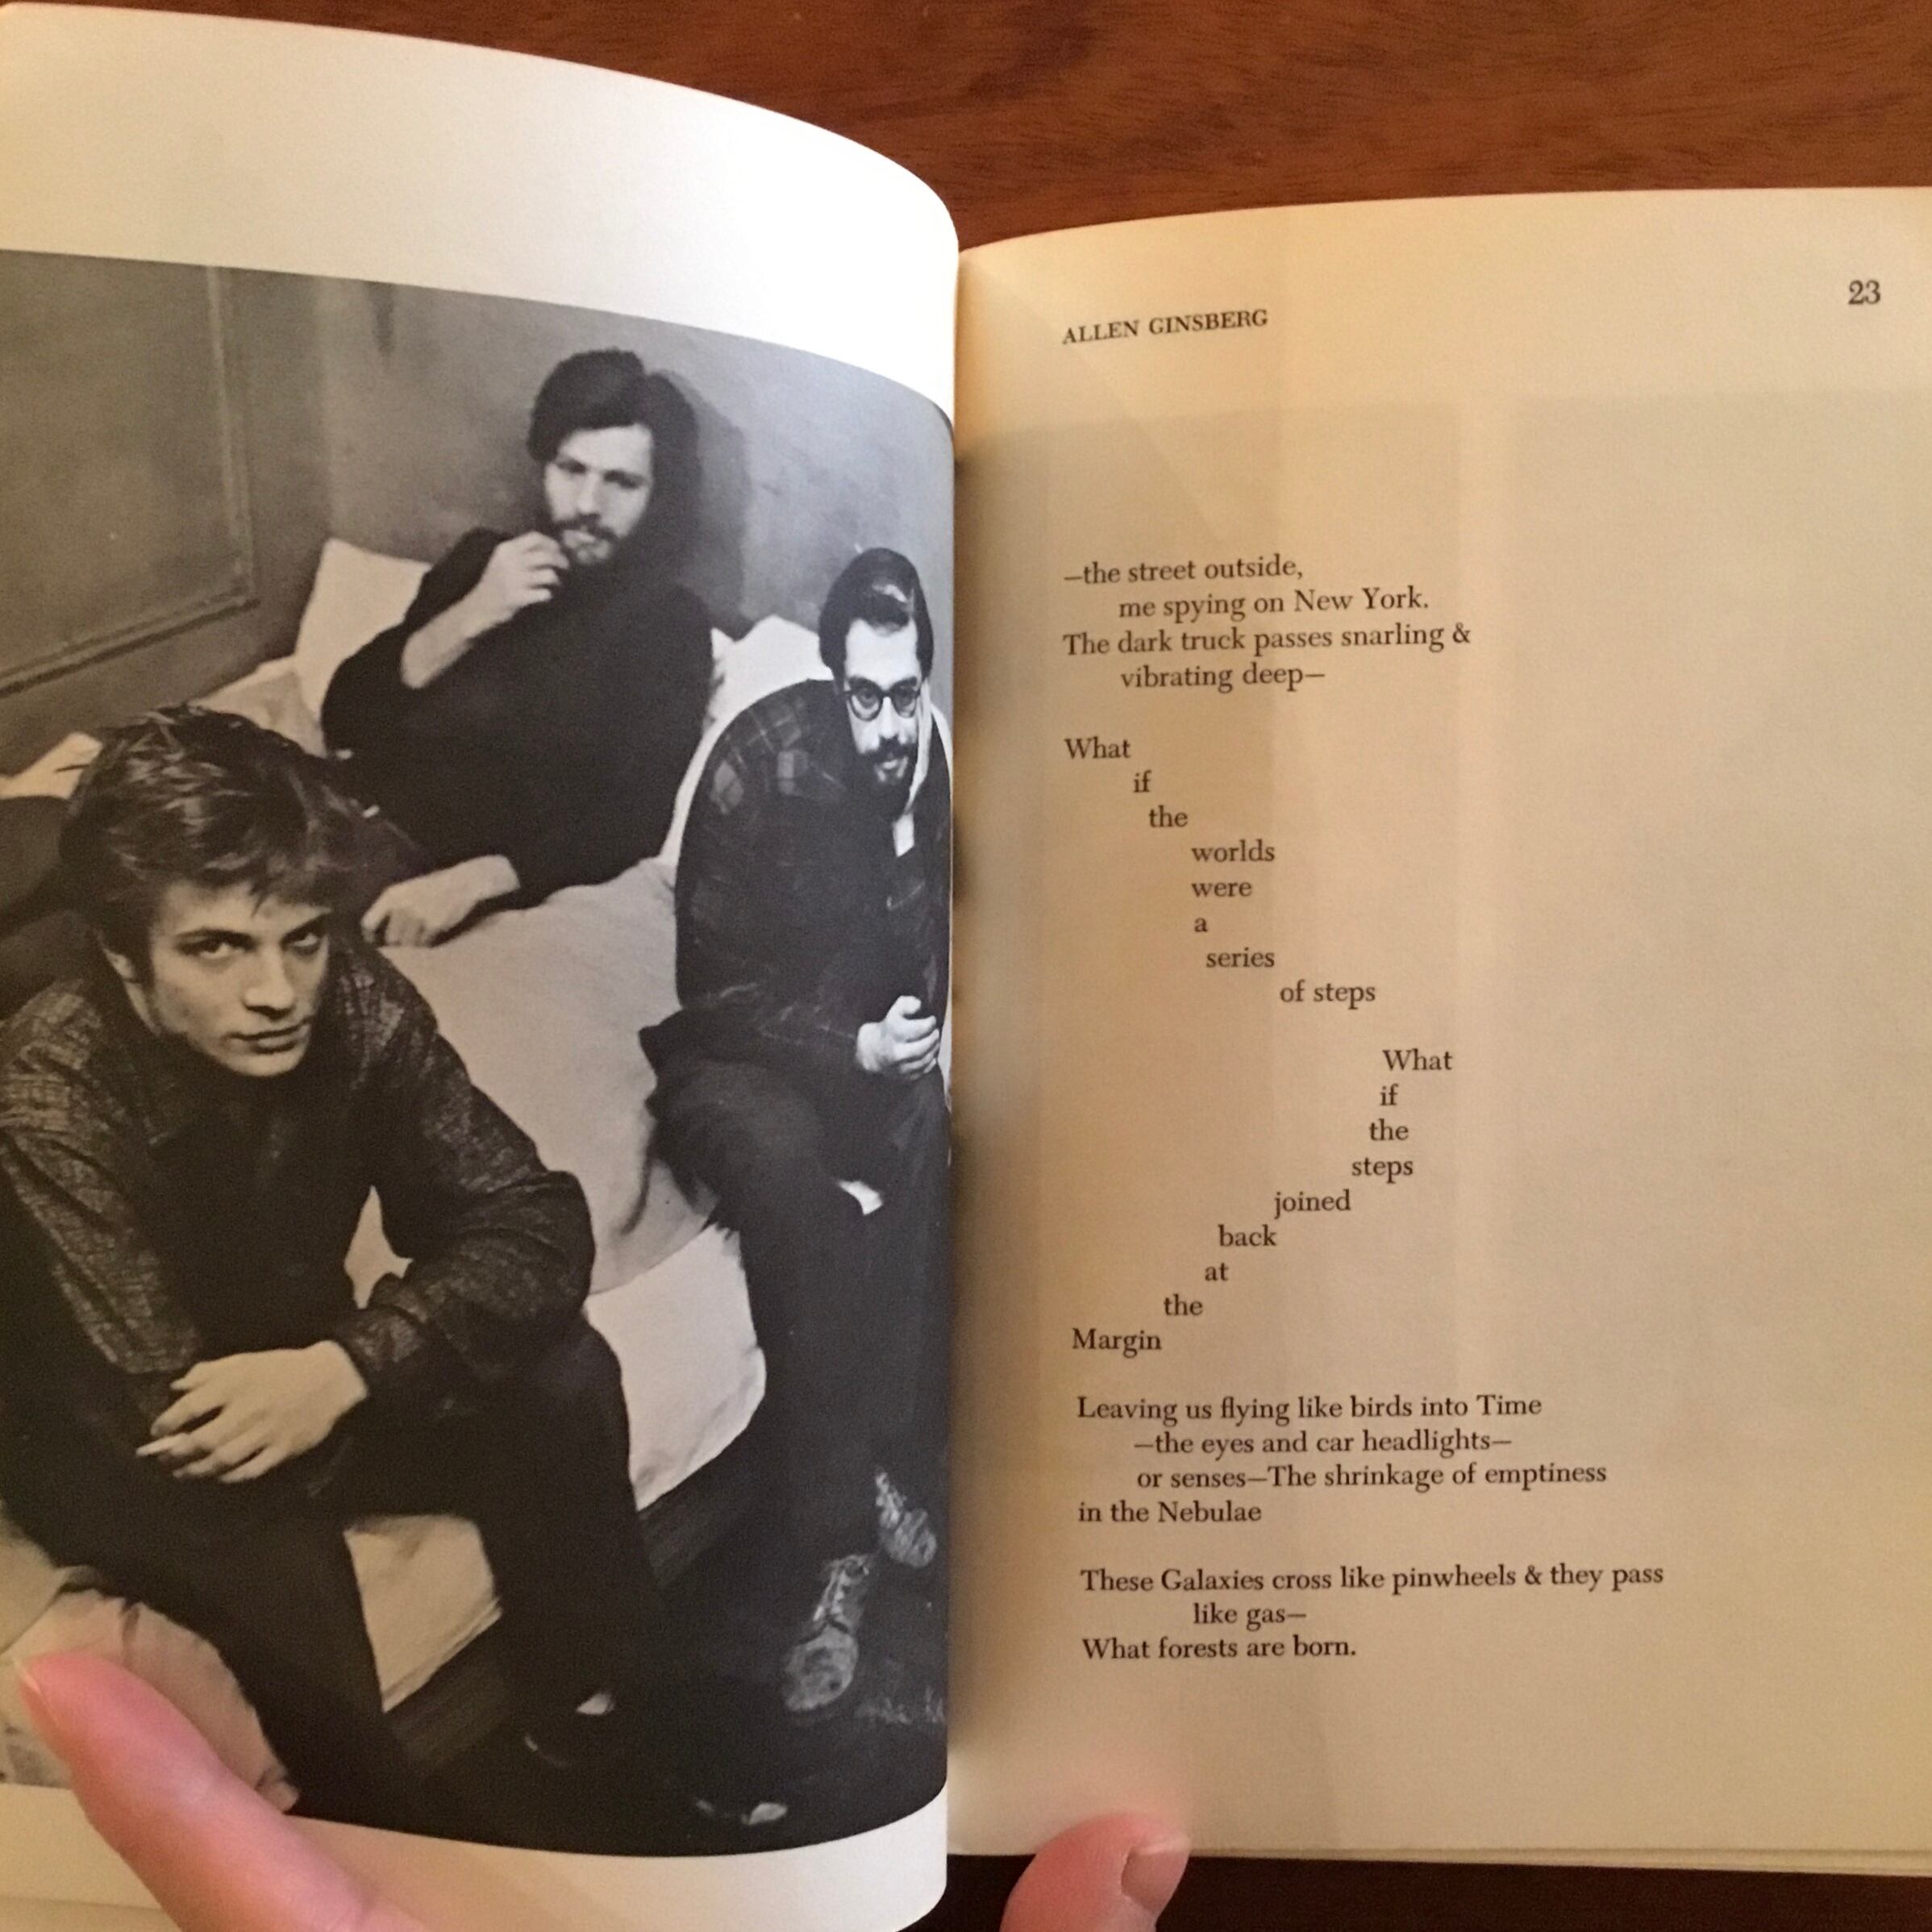 23
ALLEN GINSBERG
—the street outside,
me spying on New York.
The dark truck passes snarling &
vibrating deep—
What
if
the
worlds
were
a
series
of steps
What
if
the
steps
joined
back
at
the
Margin
Leaving us flying like birds into Time
—the eyes and car headlights—
or senses—The shrinkage of emptiness
in the Nebulae
These Galaxies cross like pinwheels & they pass
like gas—
What forests are born.